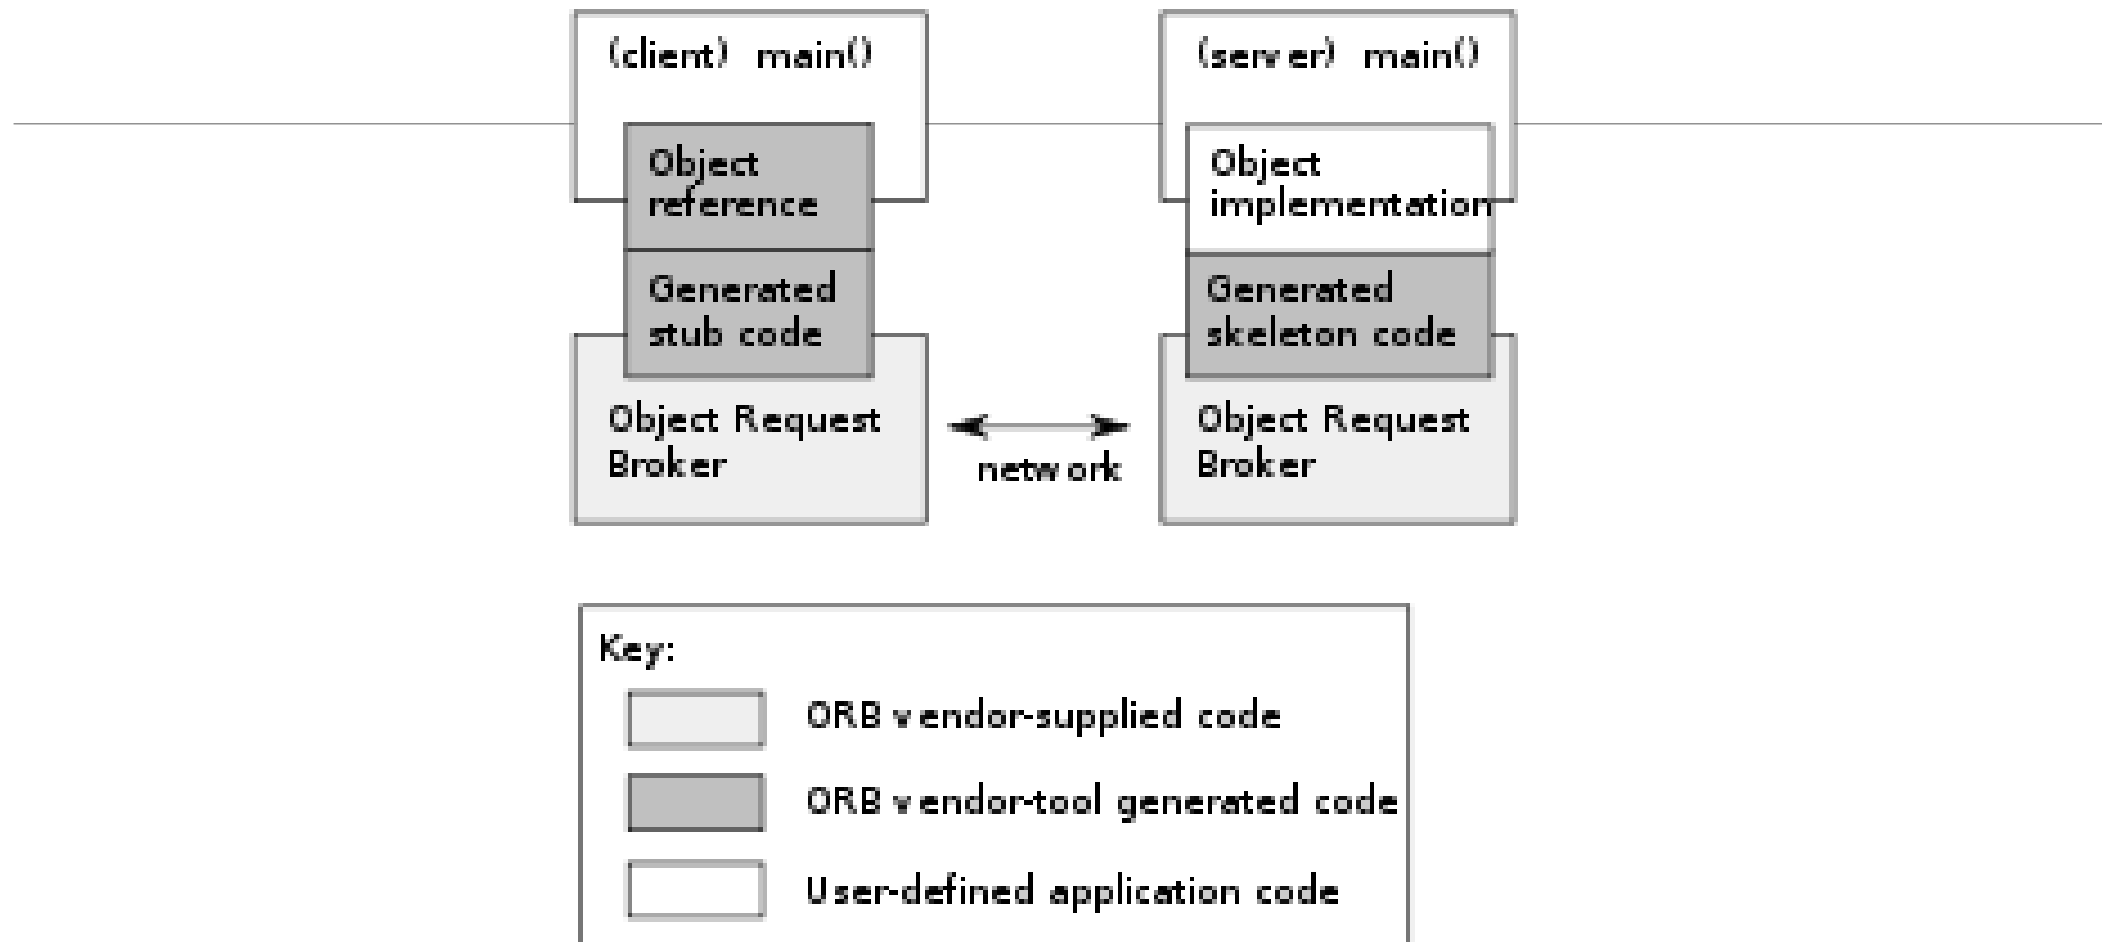 (client) main()
(server) main()
Object
reference
Object
implementation
Generated
stub code
Generated
skeleton code
Object Request
Broker
network
Object Request
Broker
Key:
ORB vendor-supplied code
ORB vendor-tool generated code
User-defined application code